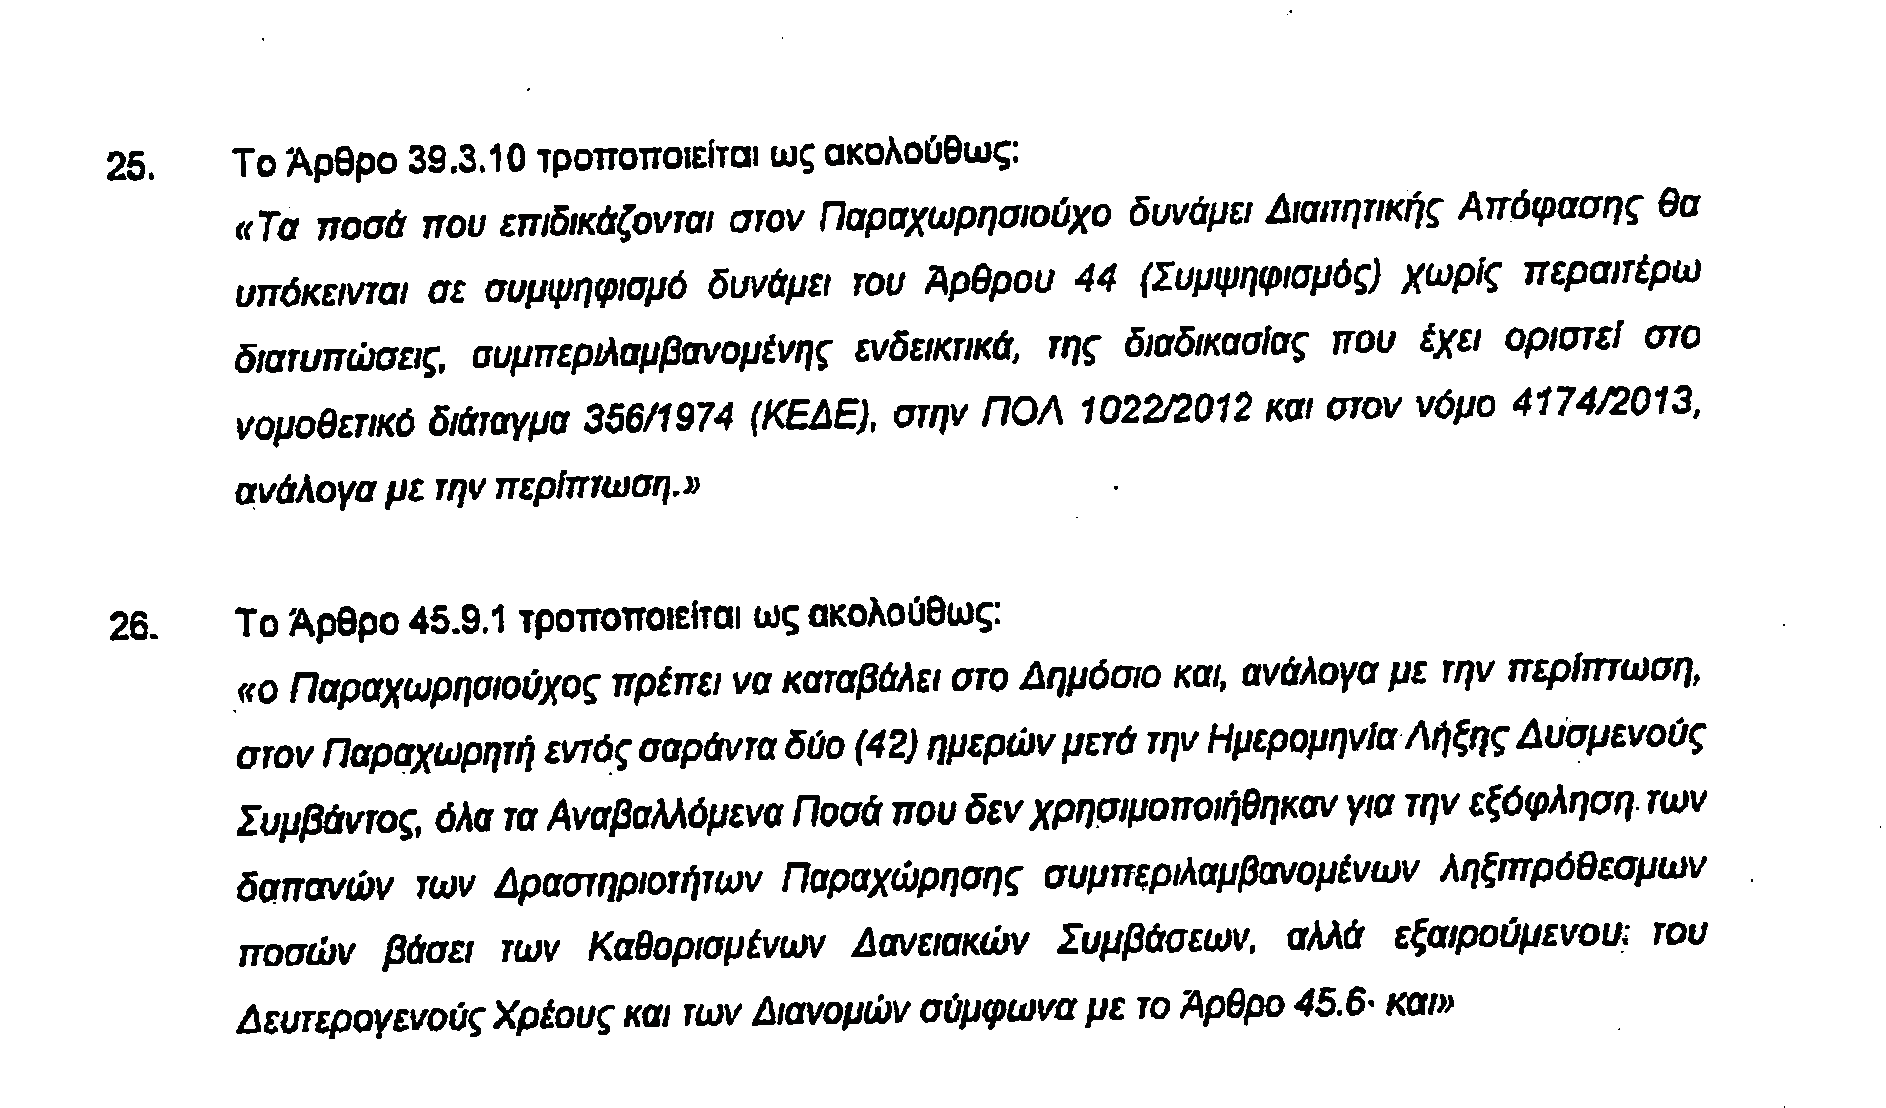 25. Το Άρθρο 39.3.10 τροποποιείται ως ακολούθως:
«Τα ποσά που επιδικάζονται στον Παραχωρησιούχο δυνάμει Διαιτητικής Απόφασης θα
υπόκεινται σε συμψηφισμό δυνάμει του Άρθρου 44 (Συμψηφισμός) χωρίς περαιτέρω
διατυπώσεις, συμπεριλαμβανομένης ενδεικτικά, της διαδικασίας που έχει οριστεί στο
νομοθετικό διάταγμα 356/1974 (ΚΕΔΕ), στην ΠΟΛ 1022/2012 και στον νόμο 4174/2013,
ανάλογα με την περίπτωση.»
26. Το Άρθρο 45.9.1 τροποποιείται ως ακολούθως:
«ο Παραχωρησιούχος πρέπει να καταβάλει στο Δημόσιο και, ανάλογα με την περίπτωση,
στον Παραχωρητή εντός σαράντα δύο (42) ημερών μετά την Ημερομηνία Λήξης Δυσμενούς
Συμβάντος, όλα τα Αναβαλλόμενα Ποσά που δεν χρησιμοποιήθηκαν για την εξόφληση των
δαπανών των Δραστηριοτήτων Παραχώρησης συμπεριλαμβανομένων ληξιπρόθεσμων
ποσών βάσει των Καθορισμένων Δανειακών Συμβάσεων, αλλά εξαιρούμενου του
Δευτερογενούς Χρέους και των Διανομών σύμφωνα με το Άρθρο 45.6· και»